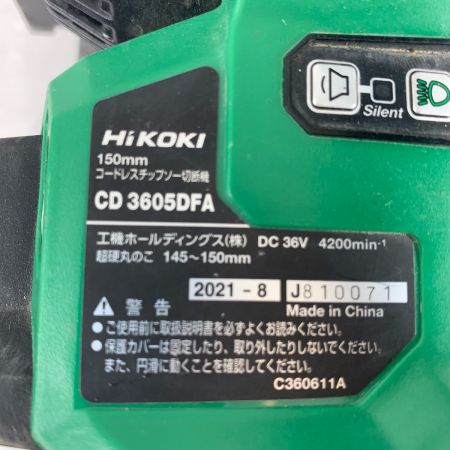 HiKOKI
150mm
コードレスチップソー切断機
CD 3605DFA
工機ホールディングス(株) DC 36V 4200min-1
超硬丸のこ 145〜150mm
2021-8 J810071
Made in China
⚠ 警告
●ご使用前に取扱説明書を必ずよくお読みください。
●保護カバーは固定したり、取り外したりしないでください。
また、円滑に動くことを確認してください。
C360611A
Silent